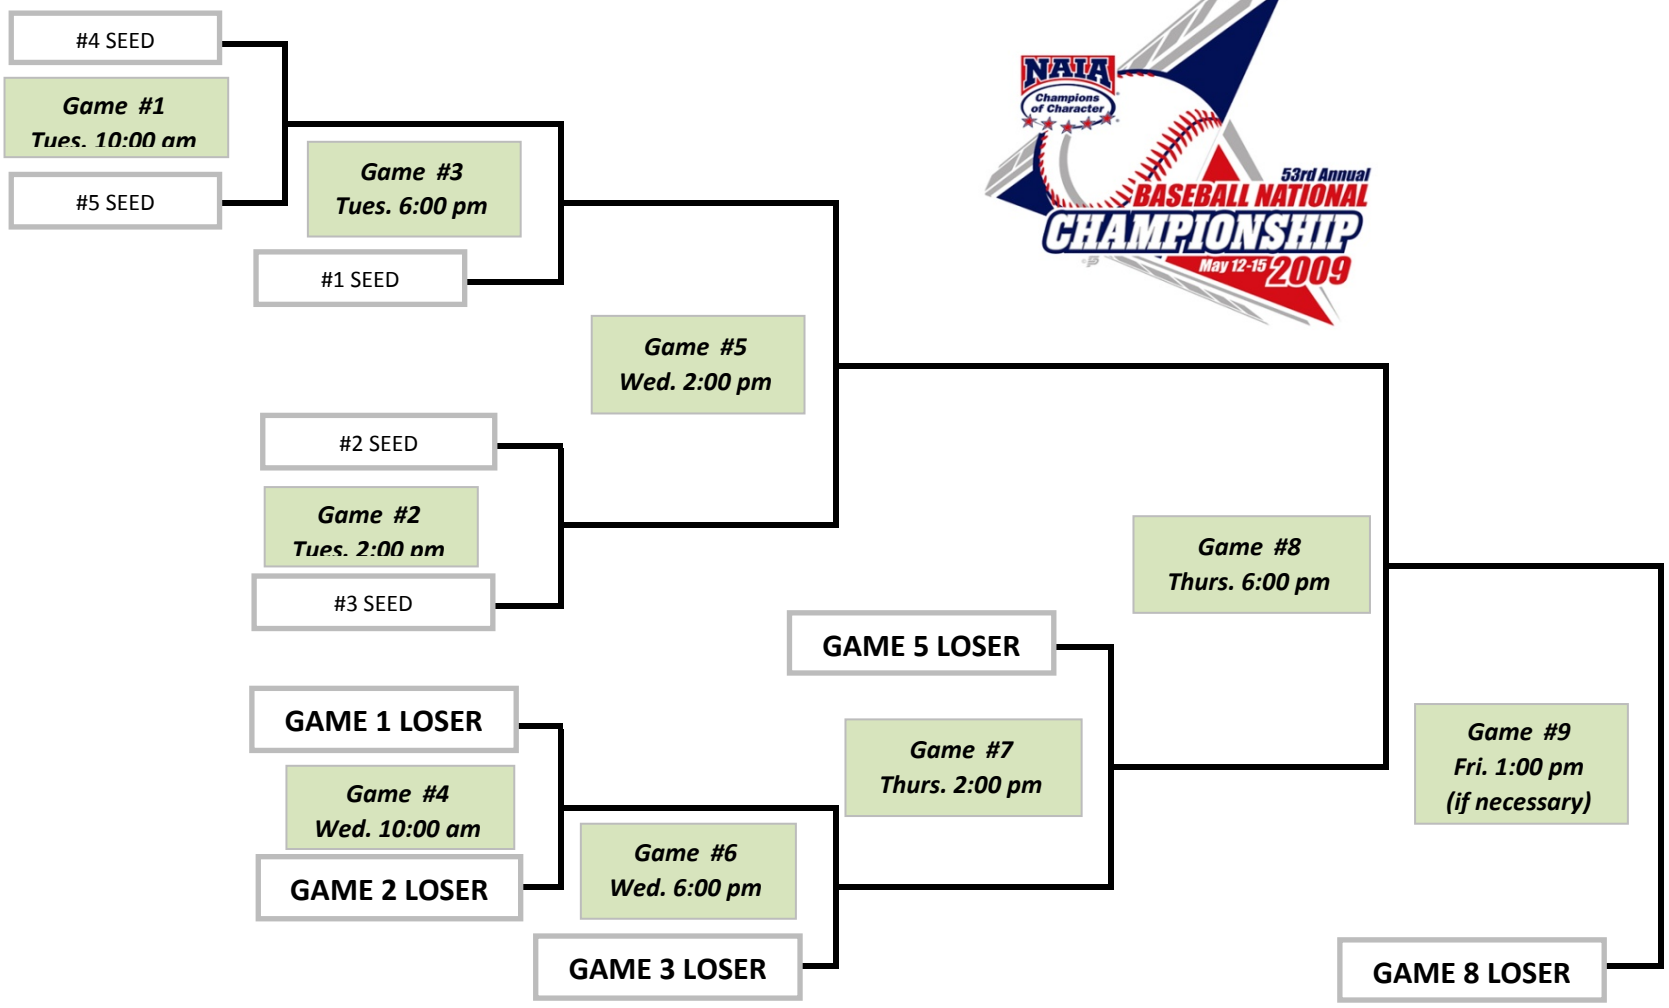 #4 SEED
Game #1
Tues. 10:00 am
#5 SEED
Game #3
Tues. 6:00 pm
#1 SEED
NAIA
Champions
of Character
53rd Annual
BASEBALL NATIONAL
CHAMPIONSHIP
May 12-15 2009
Game #5
Wed. 2:00 pm
#2 SEED
Game #2
Tues. 2:00 pm
#3 SEED
Game #8
Thurs. 6:00 pm
GAME 5 LOSER
GAME 1 LOSER
Game #4
Wed. 10:00 am
GAME 2 LOSER
Game #7
Thurs. 2:00 pm
Game #6
Wed. 6:00 pm
GAME 3 LOSER
Game #9
Fri. 1:00 pm
(if necessary)
GAME 8 LOSER